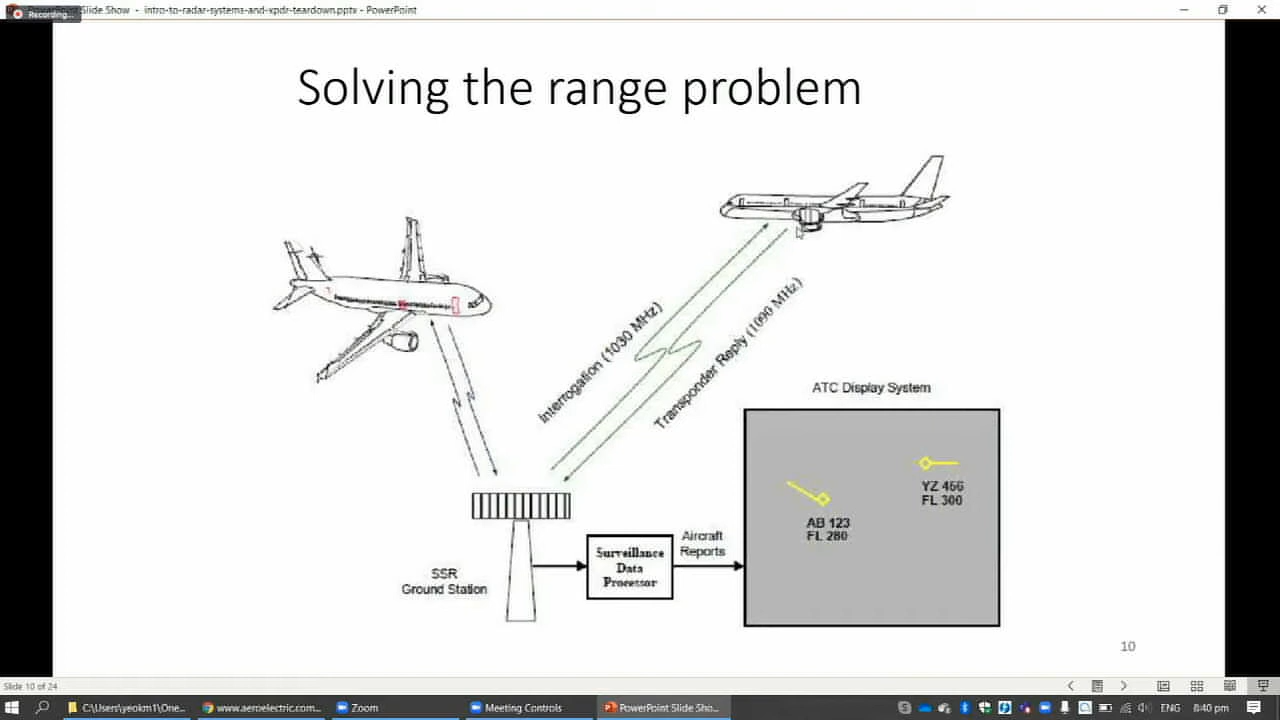 Recording...
PowerPoint Slide Show - intro-to-radar-systems-and-xpdr-teardown.pptx - PowerPoint
Solving the range problem
Interrogation (1030 MHz)
Transponder Reply (1090 MHz)
ATC Display System
YZ 456
FL 300
AB 123
FL 280
SSR
Ground Station
Surveillance
Data
Processor
Aircraft
Reports
10
Slide 10 of 24
C:\Users\yeokm1\One...
www.aeroelectric.com...
Zoom
Meeting Controls
PowerPoint Slide Sho...
ENG
8:40 pm